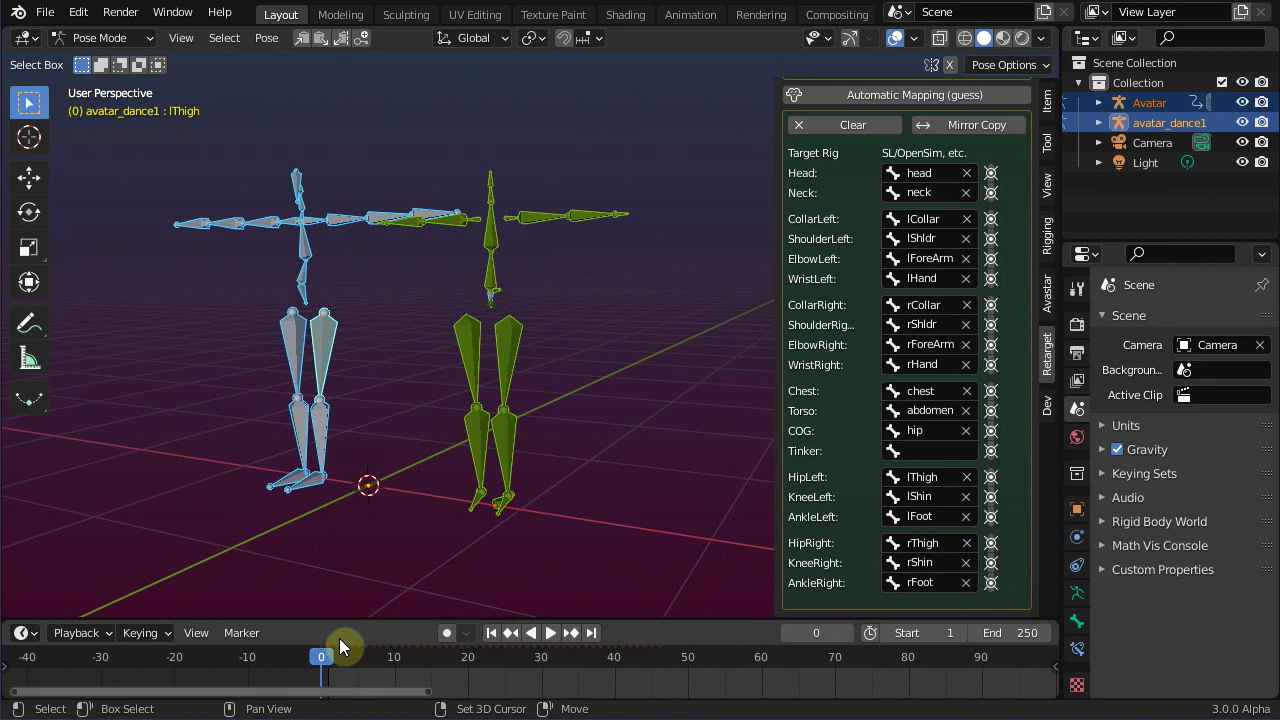 File Edit Render Window Help Layout Modeling Sculpting UV Editing Texture Paint Shading Animation Rendering Compositing Scene View Layer
Pose Mode View Select Pose Global
Select Box X Pose Options
User Perspective
(0) avatar_dance1 : lThigh
Automatic Mapping (guess)
Clear Mirror Copy
Target Rig SL/OpenSim, etc.
Head: head
Neck: neck
CollarLeft: lCollar
ShoulderLeft: lShldr
ElbowLeft: lForeArm
WristLeft: lHand
CollarRight: rCollar
ShoulderRig... rShldr
ElbowRight: rForeArm
WristRight: rHand
Chest: chest
Torso: abdomen
COG: hip
Tinker:
HipLeft: lThigh
KneeLeft: lShin
AnkleLeft: lFoot
HipRight: rThigh
KneeRight: rShin
AnkleRight: rFoot
Item
Tool
View
Rigging
Avastar
Retarget
Dev
Scene Collection
Collection
Avatar
avatar_dance1
Camera
Light
Scene
Scene
Camera Camera
Backgroun...
Active Clip
Units
Gravity
Keying Sets
Audio
Rigid Body World
Math Vis Console
Custom Properties
Playback Keying View Marker 0 Start 1 End 250
-40 -30 -20 -10 0 10 20 30 40 50 60 70 80 90
Select Box Select Pan View Set 3D Cursor Move 3.0.0 Alpha